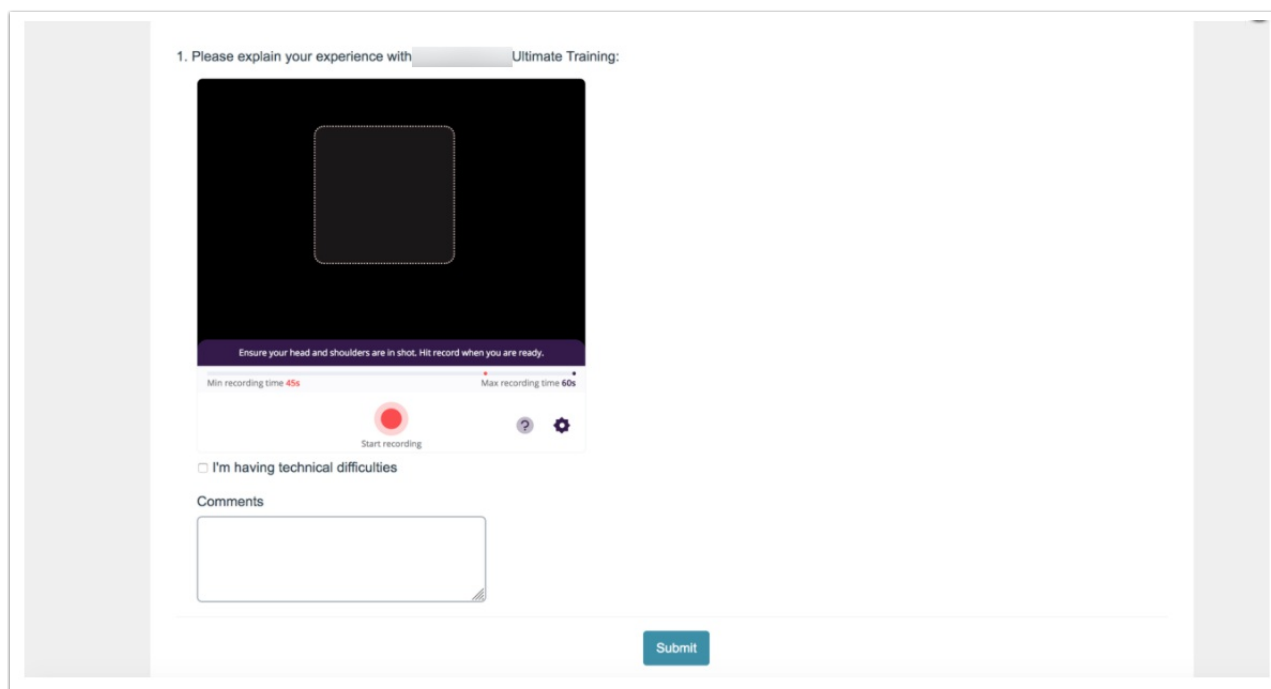 1. Please explain your experience with Ultimate Training:
Ensure your head and shoulders are in shot. Hit record when you are ready.
Min recording time 45s Max recording time 60s
?
Start recording
I'm having technical difficulties
Comments
Submit